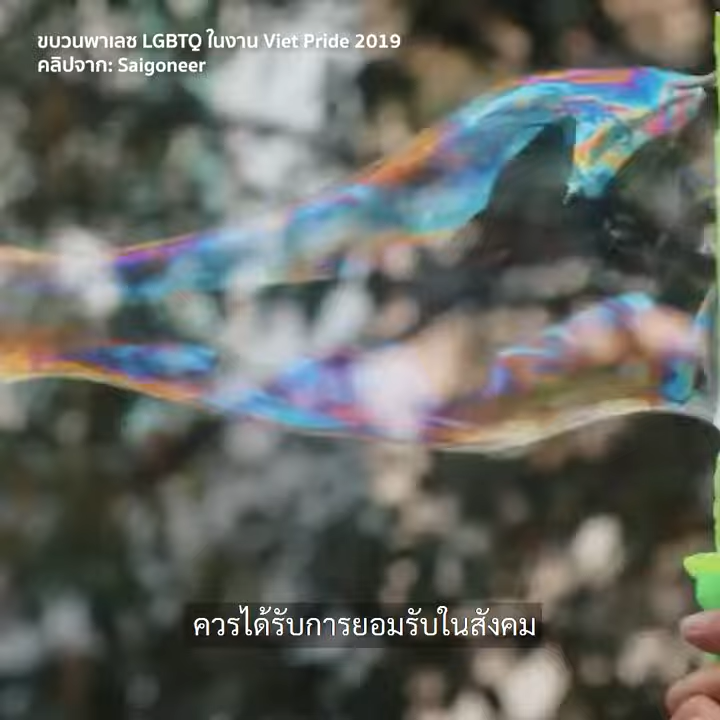 ขบวนพาเลซ LGBTQ ในงาน Viet Pride 2019
คลิปจาก: Saigoneer
ควรได้รับการยอมรับในสังคม